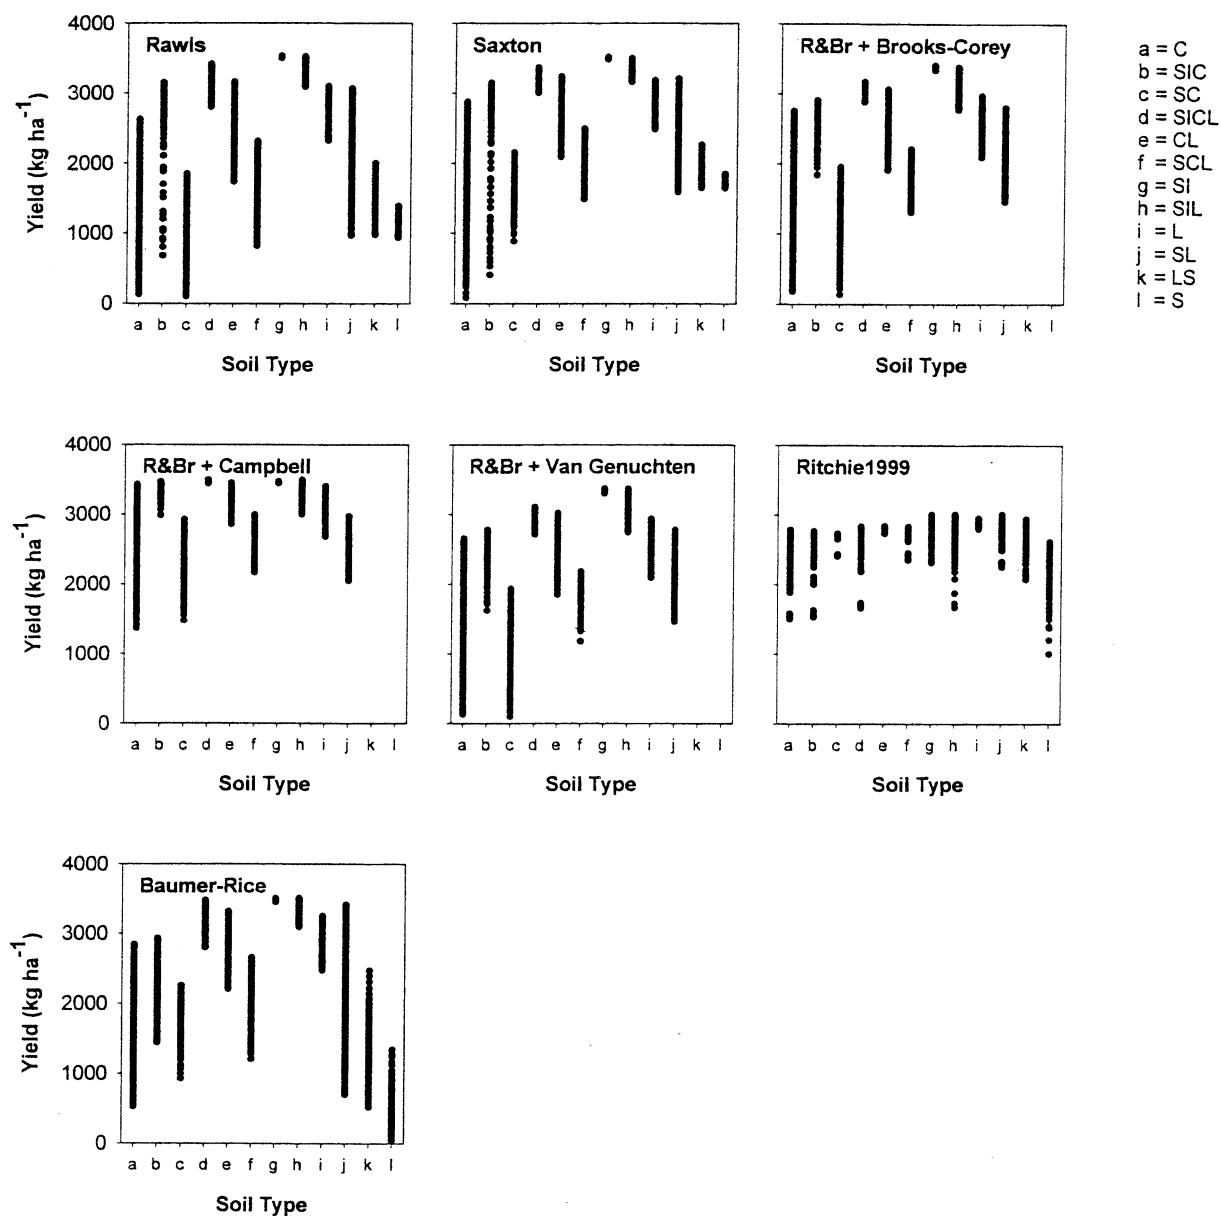 4000
3000
2000
1000
0
Yield (kg ha⁻¹)
Rawls
a b c d e f g h i j k l
Soil Type
Saxton
a b c d e f g h i j k l
Soil Type
R&Br + Brooks-Corey
a b c d e f g h i j k l
Soil Type
a = C
b = SIC
c = SC
d = SICL
e = CL
f = SCL
g = SI
h = SIL
i = L
j = SL
k = LS
l = S
4000
3000
2000
1000
0
Yield (kg ha⁻¹)
R&Br + Campbell
a b c d e f g h i j k l
Soil Type
R&Br + Van Genuchten
a b c d e f g h i j k l
Soil Type
Ritchie1999
a b c d e f g h i j k l
Soil Type
4000
3000
2000
1000
0
Yield (kg ha⁻¹)
Baumer-Rice
a b c d e f g h i j k l
Soil Type